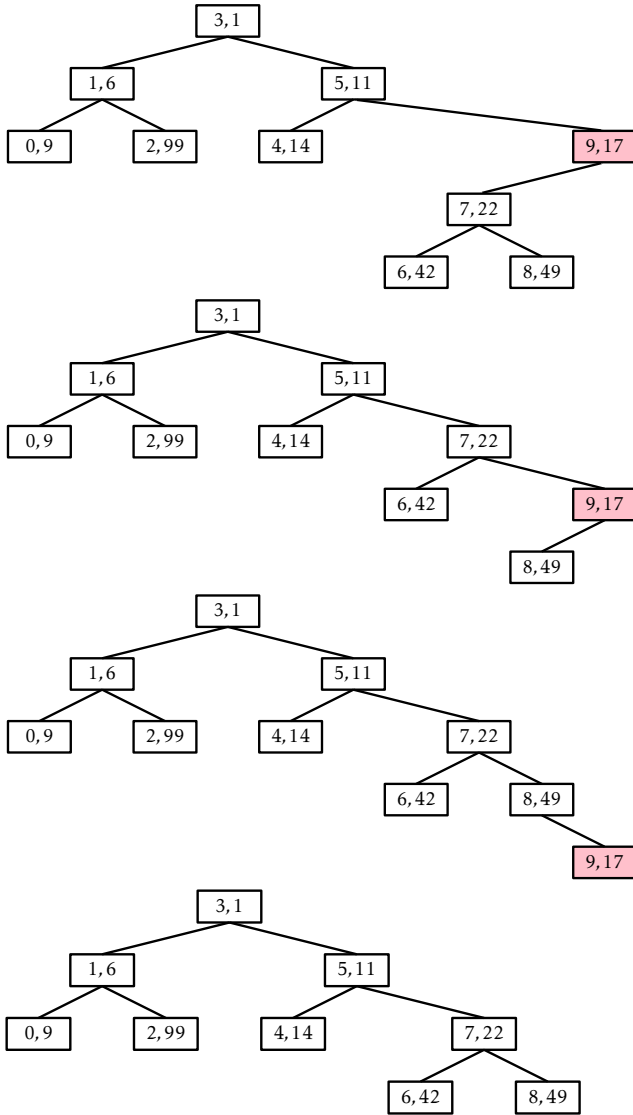 3, 1
1, 6 5, 11
0, 9 2, 99 4, 14 9, 17
7, 22
6, 42 8, 49
3, 1
1, 6 5, 11
0, 9 2, 99 4, 14 7, 22
6, 42 9, 17
8, 49
3, 1
1, 6 5, 11
0, 9 2, 99 4, 14 7, 22
6, 42 8, 49
9, 17
3, 1
1, 6 5, 11
0, 9 2, 99 4, 14 7, 22
6, 42 8, 49